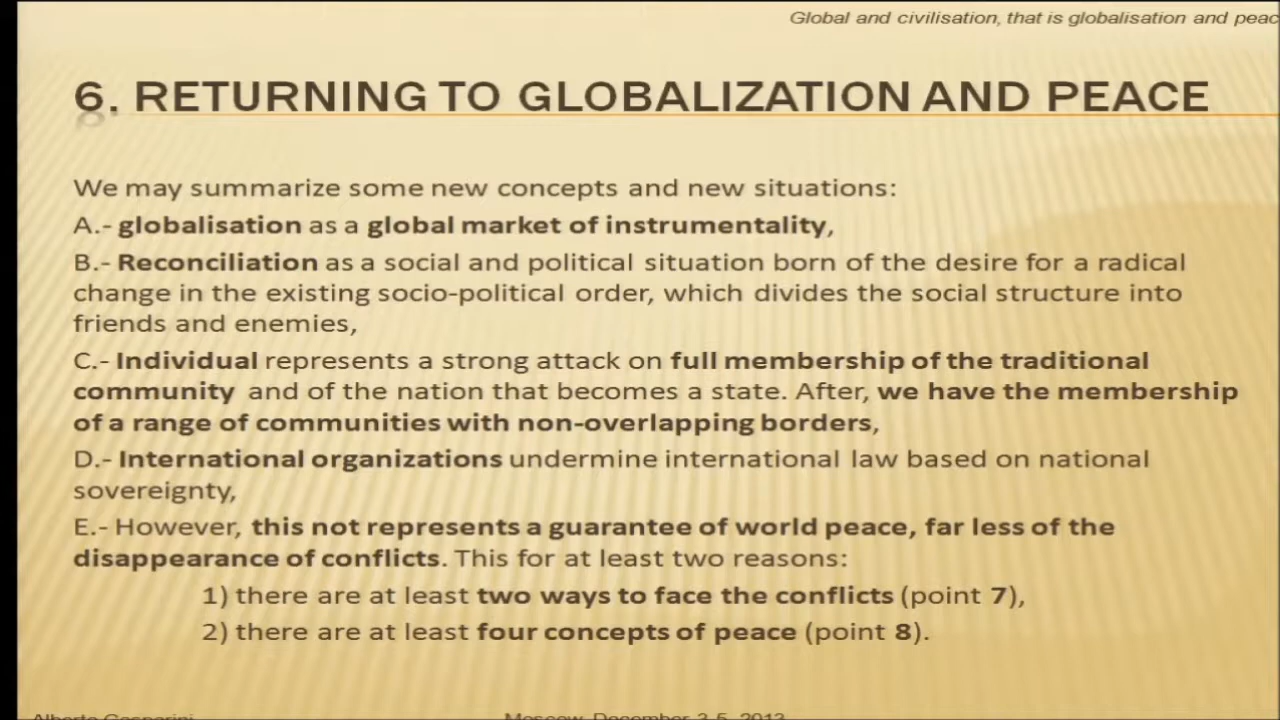 Global and civilisation, that is globalisation and peac
6. RETURNING TO GLOBALIZATION AND PEACE
We may summarize some new concepts and new situations:
A.- globalisation as a global market of instrumentality,
B.- Reconciliation as a social and political situation born of the desire for a radical
change in the existing socio-political order, which divides the social structure into
friends and enemies,
C.- Individual represents a strong attack on full membership of the traditional
community and of the nation that becomes a state. After, we have the membership
of a range of communities with non-overlapping borders,
D.- International organizations undermine international law based on national
sovereignty,
E.- However, this not represents a guarantee of world peace, far less of the
disappearance of conflicts. This for at least two reasons:
1) there are at least two ways to face the conflicts (point 7),
2) there are at least four concepts of peace (point 8).
Alberto Gasparini Moscow, December 3-5, 2013